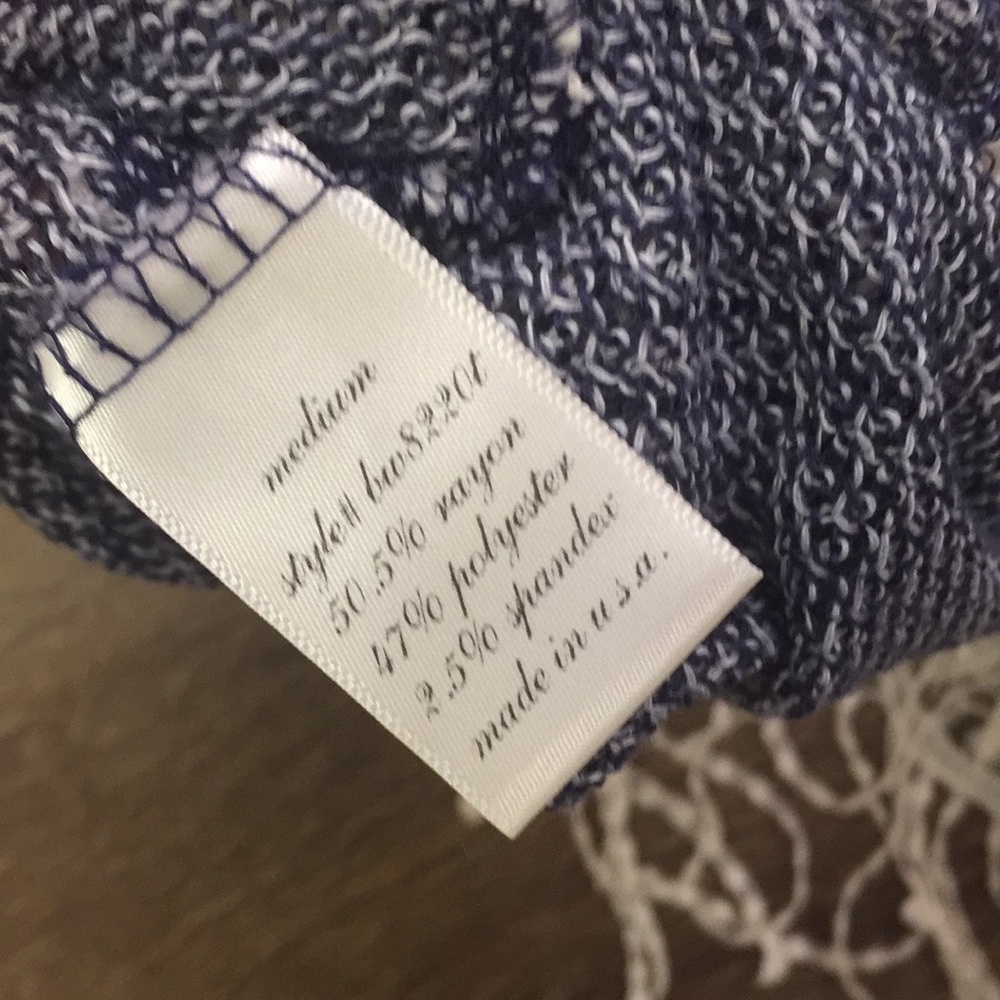 medium
style# bw8220t
50.5% rayon
47% polyester
2.5% spandex
made in u.s.a.